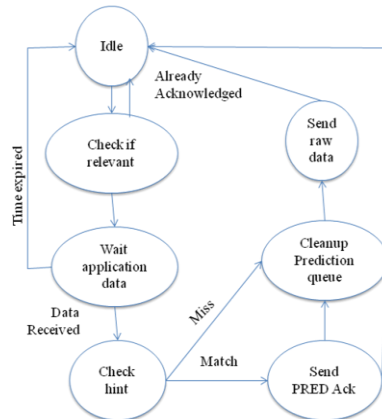 Idle
Already
Acknowledged
Check if
relevant
Send
raw
data
Time expired
Wait
application
data
Cleanup
Prediction
queue
Data
Received
Miss
Match
Check
hint
Send
PRED Ack